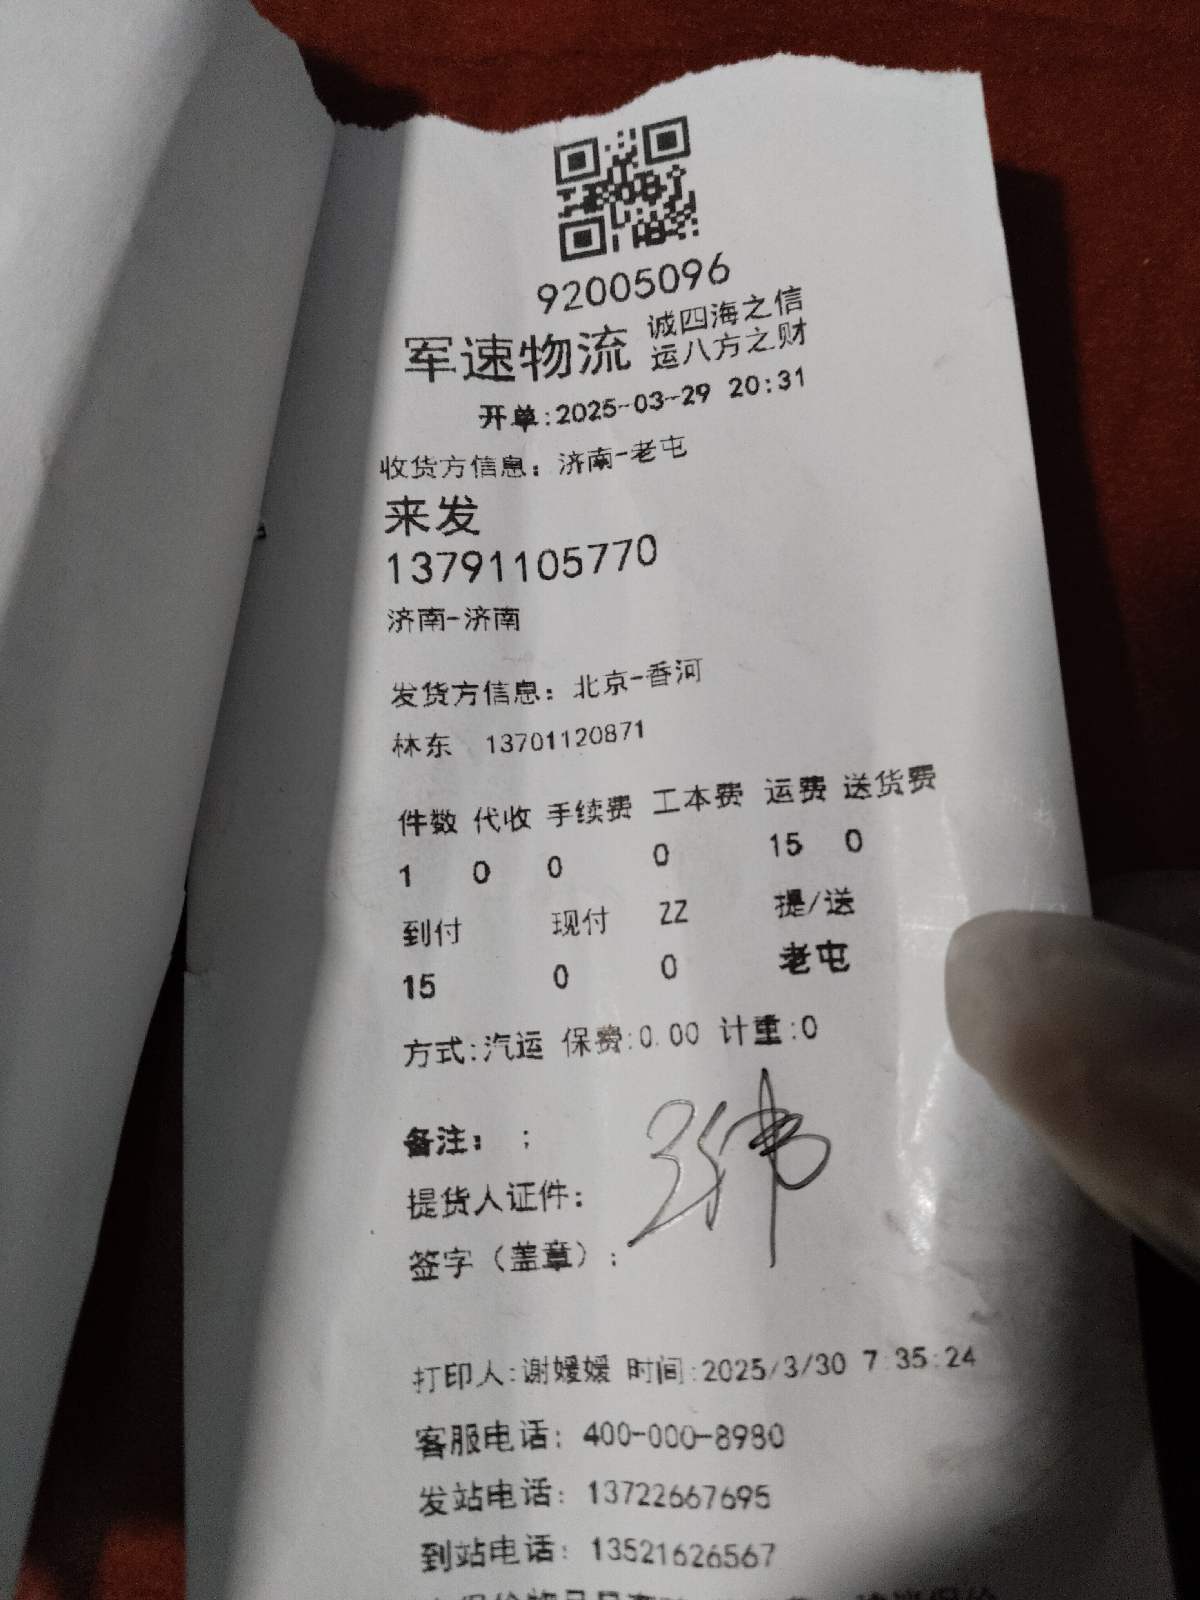 92005096
军速物流 诚四海之信
运八方之财
开单:2025-03-29 20:31
收货方信息: 济南-老屯
来发
13791105770
济南-济南
发货方信息: 北京-香河
林东 13701120871
件数 代收 手续费 工本费 运费 送货费
1 0 0 0 15 0
到付 现付 ZZ 提/送
15 0 0 老屯
方式:汽运 保费:0.00 计重:0
备注: ;
提货人证件:
签字（盖章）:
打印人:谢媛媛 时间:2025/3/30 7:35:24
客服电话: 400-000-8980
发站电话: 13722667695
到站电话: 13521626567